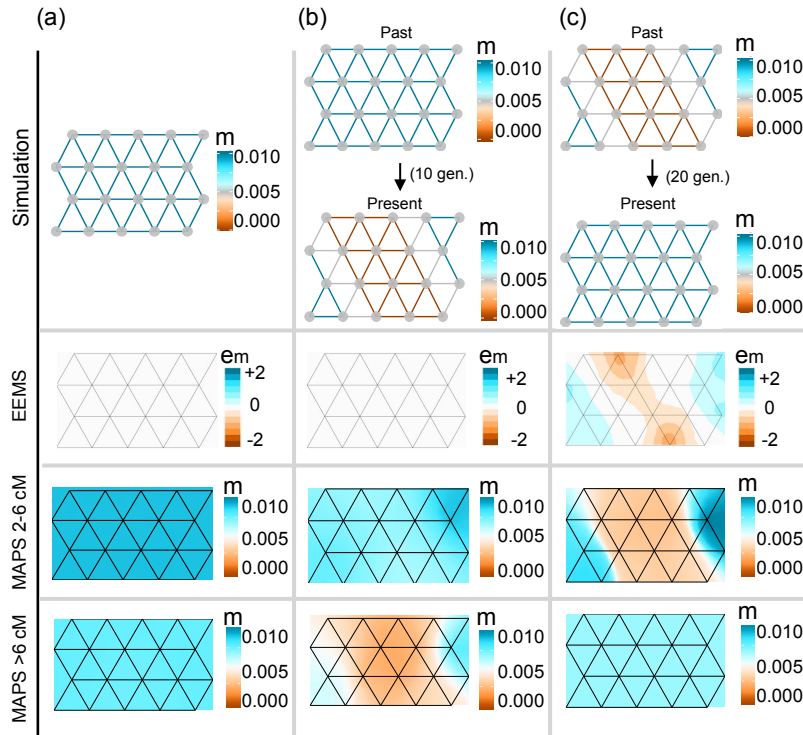 (a)
(b)
(c)
Past
Past
m
0.010
0.005
0.000
m
0.010
0.005
0.000
Simulation
m
0.010
0.005
0.000
(10 gen.)
(20 gen.)
Present
Present
m
0.010
0.005
0.000
m
0.010
0.005
0.000
EEMS
em
+2
0
-2
em
+2
0
-2
em
+2
0
-2
MAPS 2-6 cM
m
0.010
0.005
0.000
m
0.010
0.005
0.000
m
0.010
0.005
0.000
MAPS >6 cM
m
0.010
0.005
0.000
m
0.010
0.005
0.000
m
0.010
0.005
0.000